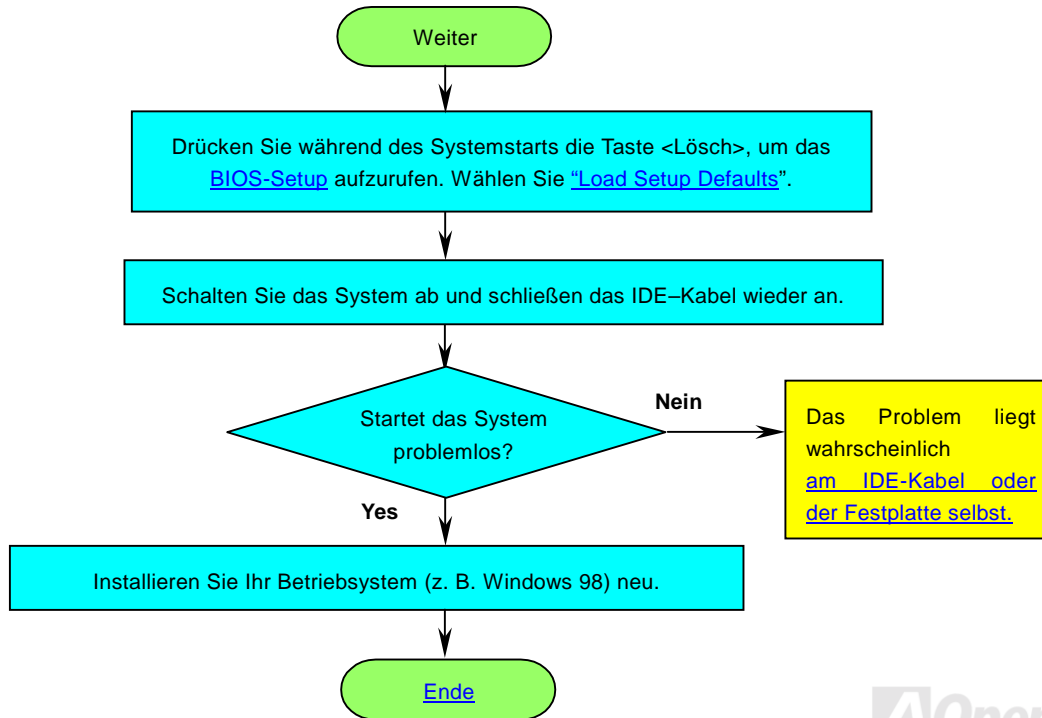 Weiter
Drücken Sie während des Systemstarts die Taste <Lösch>, um das
BIOS-Setup aufzurufen. Wählen Sie “Load Setup Defaults”.
Schalten Sie das System ab und schließen das IDE–Kabel wieder an.
Startet das System
problemlos?
Nein
Das Problem liegt
wahrscheinlich
am IDE-Kabel oder
der Festplatte selbst.
Yes
Installieren Sie Ihr Betriebsystem (z. B. Windows 98) neu.
Ende